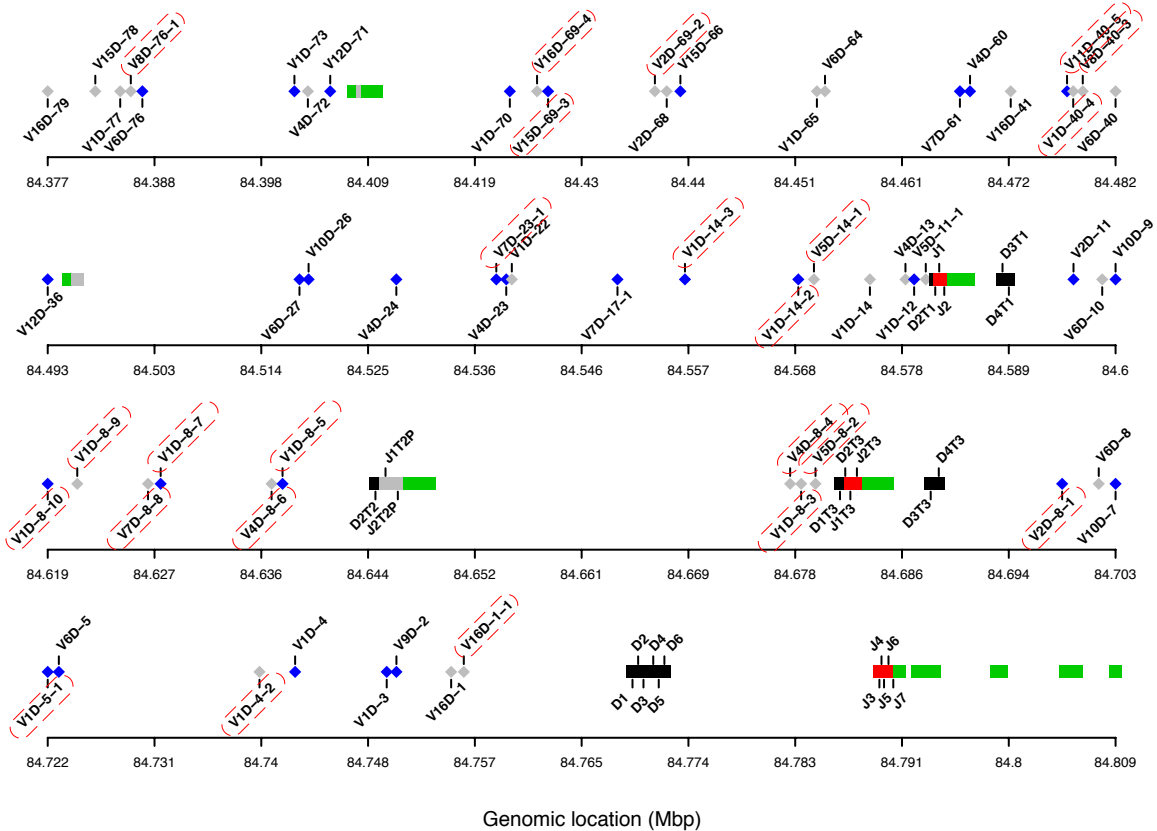 V15D−78
V8D−76−1
V1D−73
V12D−71
V16D−69−4
V2D−69−2
V15D−66
V6D−64
V4D−60
V11D−40−5
V8D−40−3
V16D−79
V1D−77
V6D−76
V4D−72
V1D−70
V15D−69−3
V2D−68
V1D−65
V7D−61
V16D−41
V1D−40−4
V6D−40
84.377 84.388 84.398 84.409 84.419 84.43 84.44 84.451 84.461 84.472 84.482
V10D−26
V7D−23−1
V1D−22
V1D−14−3
V5D−14−1
V4D−13
V5D−11−1
J1
D3T1
V2D−11
V10D−9
V12D−36
V6D−27
V4D−24
V4D−23
V7D−17−1
V1D−14−2
V1D−14
V1D−12
D2T1
J2
D4T1
V6D−10
84.493 84.503 84.514 84.525 84.536 84.546 84.557 84.568 84.578 84.589 84.6
V1D−8−9
V1D−8−7
V1D−8−5
J1T2P
V4D−8−4
V5D−8−2
D2T3
J2T3
D4T3
V6D−8
V1D−8−10
V7D−8−8
V4D−8−6
D2T2
J2T2P
V1D−8−3
D1T3
J1T3
D3T3
V2D−8−1
V10D−7
84.619 84.627 84.636 84.644 84.652 84.661 84.669 84.678 84.686 84.694 84.703
V6D−5
V1D−4
V9D−2
V16D−1−1
D2
D4
D6
J4
J6
V1D−5−1
V1D−4−2
V1D−3
V16D−1
D1
D3
D5
J3
J5
J7
84.722 84.731 84.74 84.748 84.757 84.765 84.774 84.783 84.791 84.8 84.809
Genomic location (Mbp)